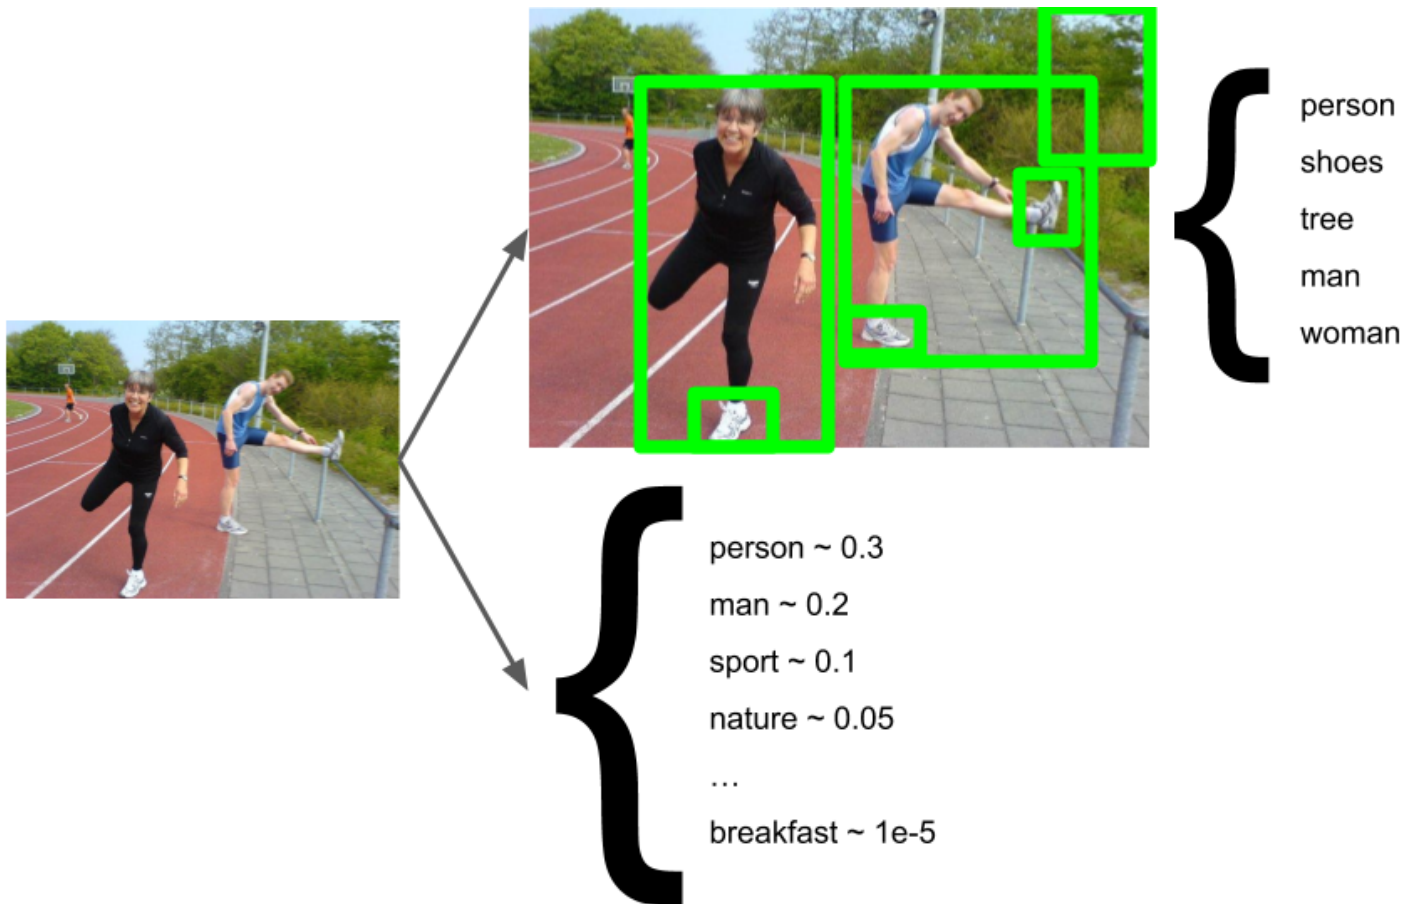 person
shoes
tree
man
woman
person ~ 0.3
man ~ 0.2
sport ~ 0.1
nature ~ 0.05
…
breakfast ~ 1e-5